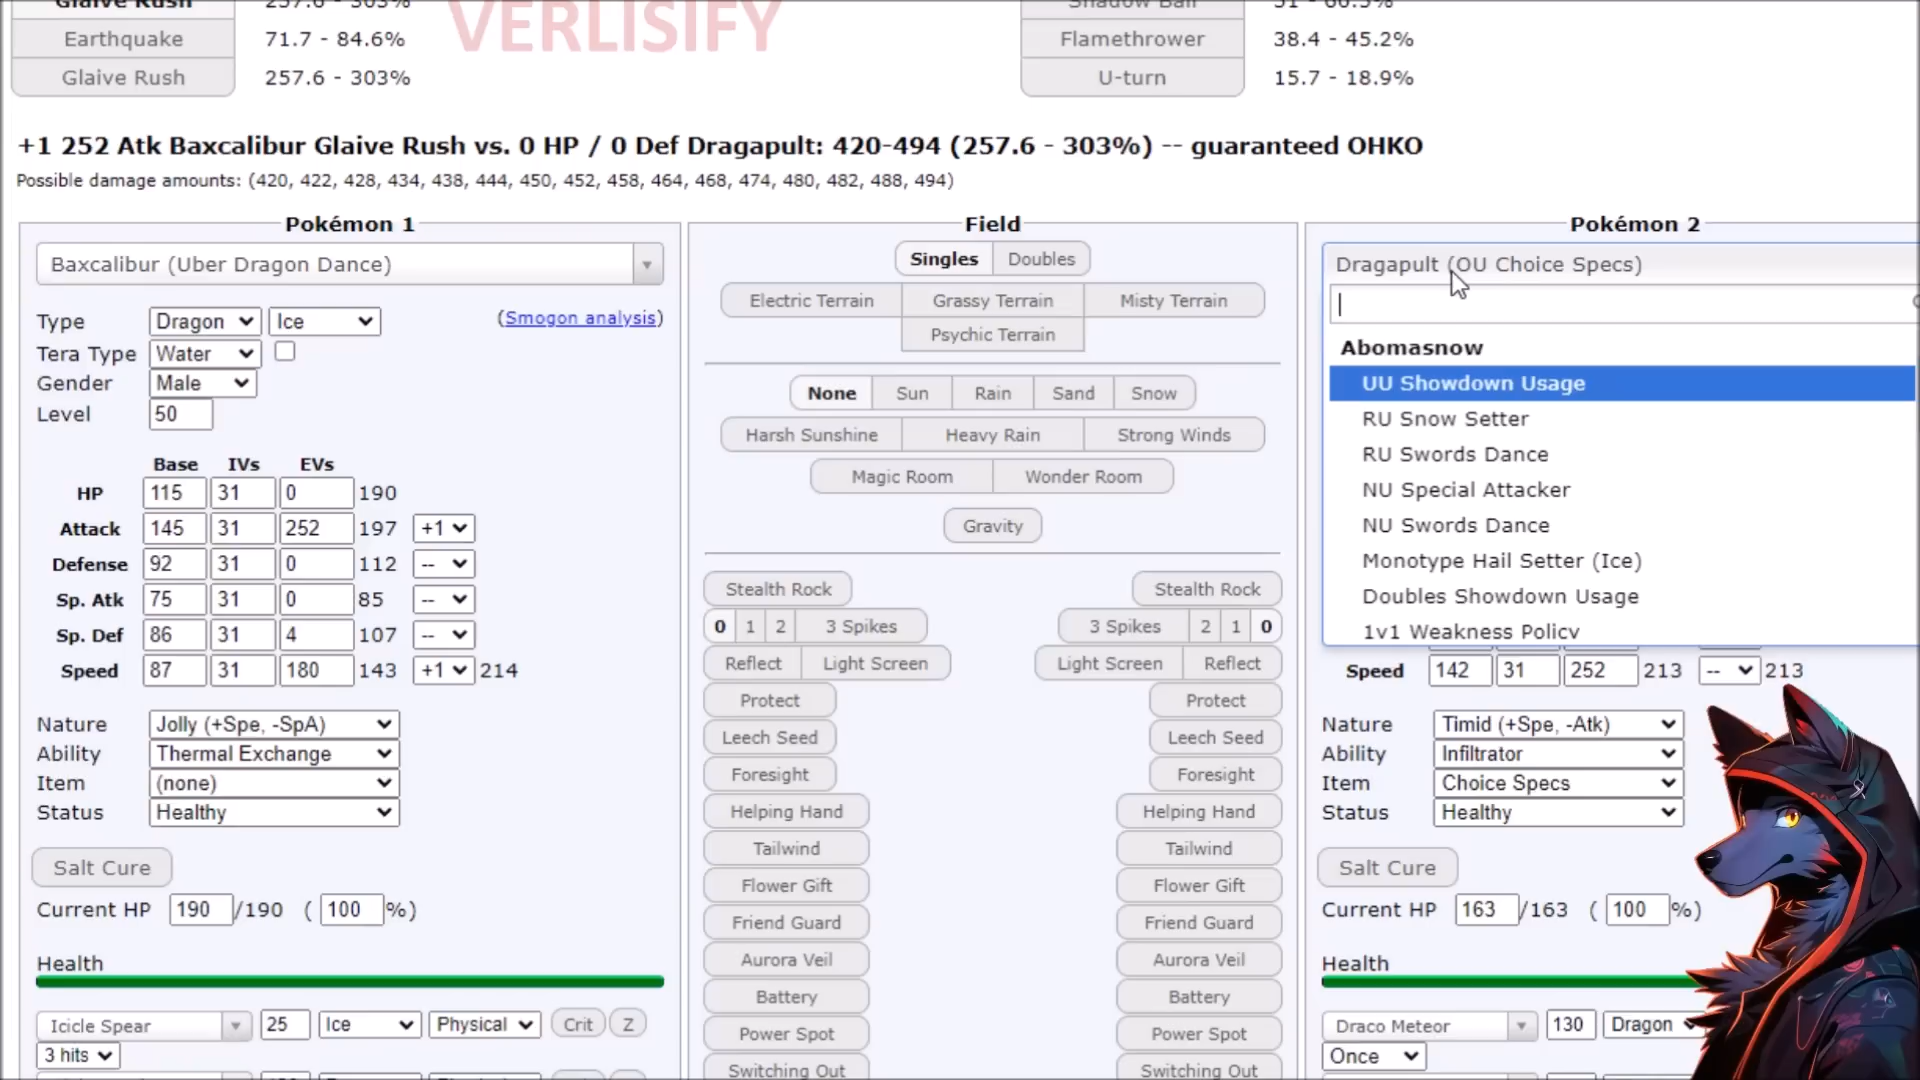 Glaive Rush 257.6 - 303%
Earthquake 71.7 - 84.6%
Glaive Rush 257.6 - 303%
VERLISIFY
Shadow Ball
Flamethrower 38.4 - 45.2%
U-turn 15.7 - 18.9%
+1 252 Atk Baxcalibur Glaive Rush vs. 0 HP / 0 Def Dragapult: 420-494 (257.6 - 303%) -- guaranteed OHKO
Possible damage amounts: (420, 422, 428, 434, 438, 444, 450, 452, 458, 464, 468, 474, 480, 482, 488, 494)
Pokémon 1
Baxcalibur (Uber Dragon Dance)
Type Dragon Ice (Smogon analysis)
Tera Type Water
Gender Male
Level 50
Base IVs EVs
HP 115 31 0 190
Attack 145 31 252 197 +1
Defense 92 31 0 112 --
Sp. Atk 75 31 0 85 --
Sp. Def 86 31 4 107 --
Speed 87 31 180 143 +1 214
Nature Jolly (+Spe, -SpA)
Ability Thermal Exchange
Item (none)
Status Healthy
Salt Cure
Current HP 190 /190 ( 100 %)
Health
Icicle Spear 25 Ice Physical Crit Z
3 hits
Field
Singles Doubles
Electric Terrain Grassy Terrain Misty Terrain
Psychic Terrain
None Sun Rain Sand Snow
Harsh Sunshine Heavy Rain Strong Winds
Magic Room Wonder Room
Gravity
Stealth Rock Stealth Rock
0 1 2 3 Spikes 3 Spikes 2 1 0
Reflect Light Screen Light Screen Reflect
Protect Protect
Leech Seed Leech Seed
Foresight Foresight
Helping Hand Helping Hand
Tailwind Tailwind
Flower Gift Flower Gift
Friend Guard Friend Guard
Aurora Veil Aurora Veil
Battery Battery
Power Spot Power Spot
Switching Out Switching Out
Pokémon 2
Dragapult (OU Choice Specs)
Abomasnow
UU Showdown Usage
RU Snow Setter
RU Swords Dance
NU Special Attacker
NU Swords Dance
Monotype Hail Setter (Ice)
Doubles Showdown Usage
1v1 Weakness Policy
Speed 142 31 252 213 -- 213
Nature Timid (+Spe, -Atk)
Ability Infiltrator
Item Choice Specs
Status Healthy
Salt Cure
Current HP 163 /163 ( 100 %)
Health
Draco Meteor 130 Dragon
Once